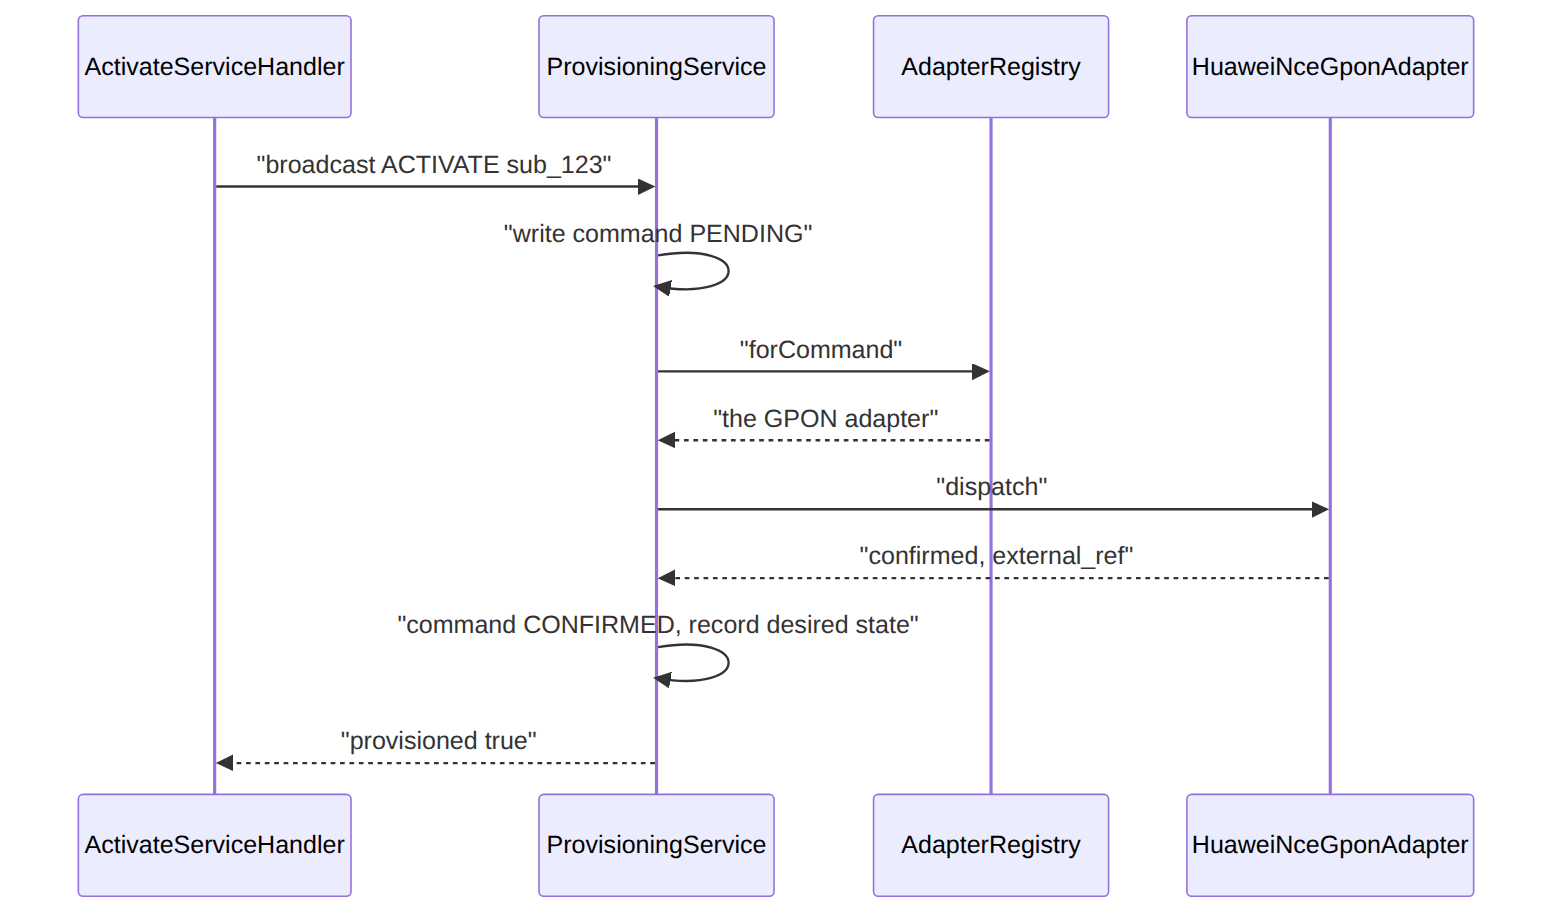 ActivateServiceHandler
ProvisioningService
AdapterRegistry
HuaweiNceGponAdapter
"broadcast ACTIVATE sub_123"
"write command PENDING"
"forCommand"
"the GPON adapter"
"dispatch"
"confirmed, external_ref"
"command CONFIRMED, record desired state"
"provisioned true"
ActivateServiceHandler
ProvisioningService
AdapterRegistry
HuaweiNceGponAdapter